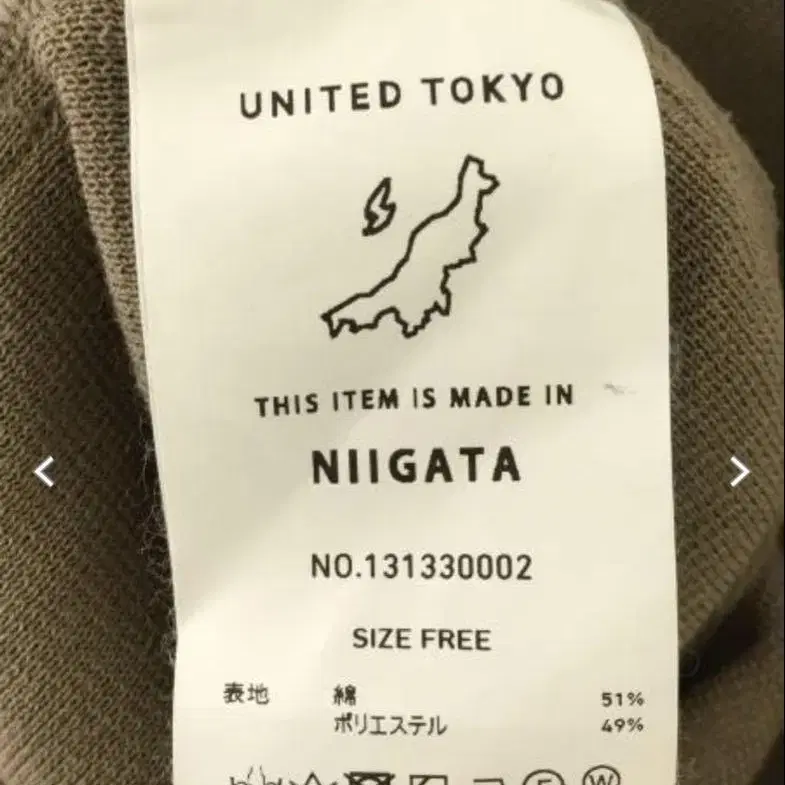 UNITED TOKYO
THIS ITEM IS MADE IN
NIIGATA
NO.131330002
SIZE FREE
表地 綿 51%
ポリエステル 49%
F W